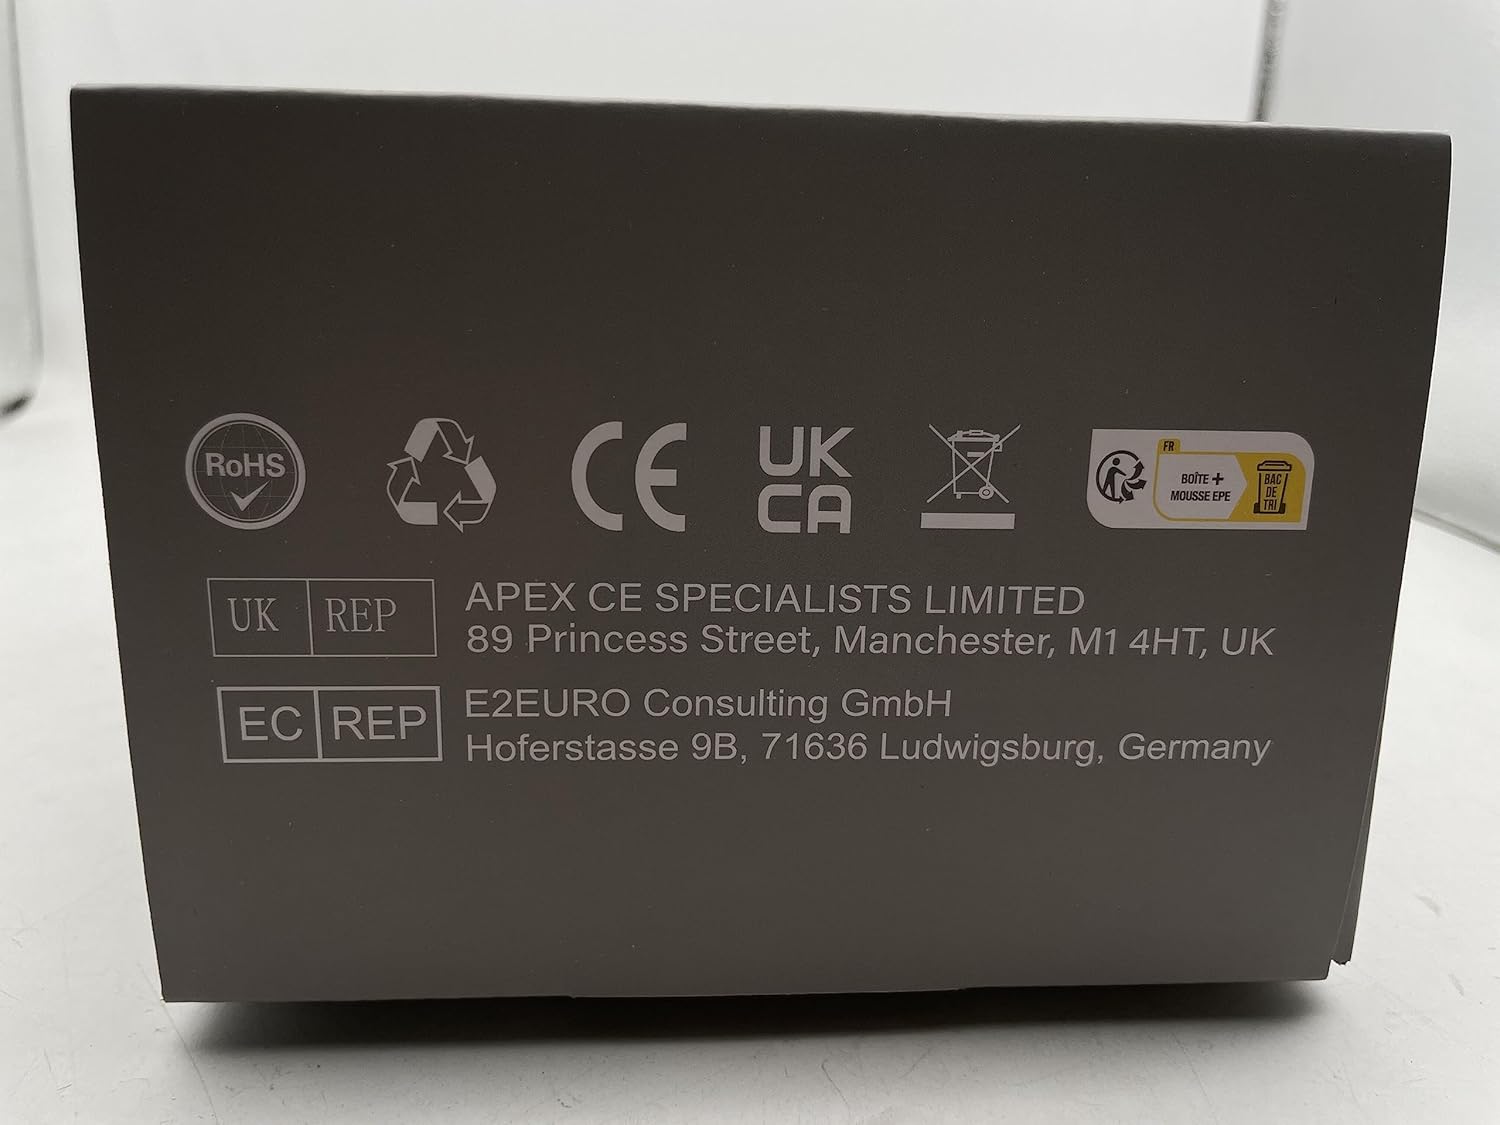 RoHS
CE
UK
CA
FR
BOÎTE +
MOUSSE EPE
BAC
DE
TRI
UK REP
APEX CE SPECIALISTS LIMITED
89 Princess Street, Manchester, M1 4HT, UK
EC REP
E2EURO Consulting GmbH
Hoferstasse 9B, 71636 Ludwigsburg, Germany